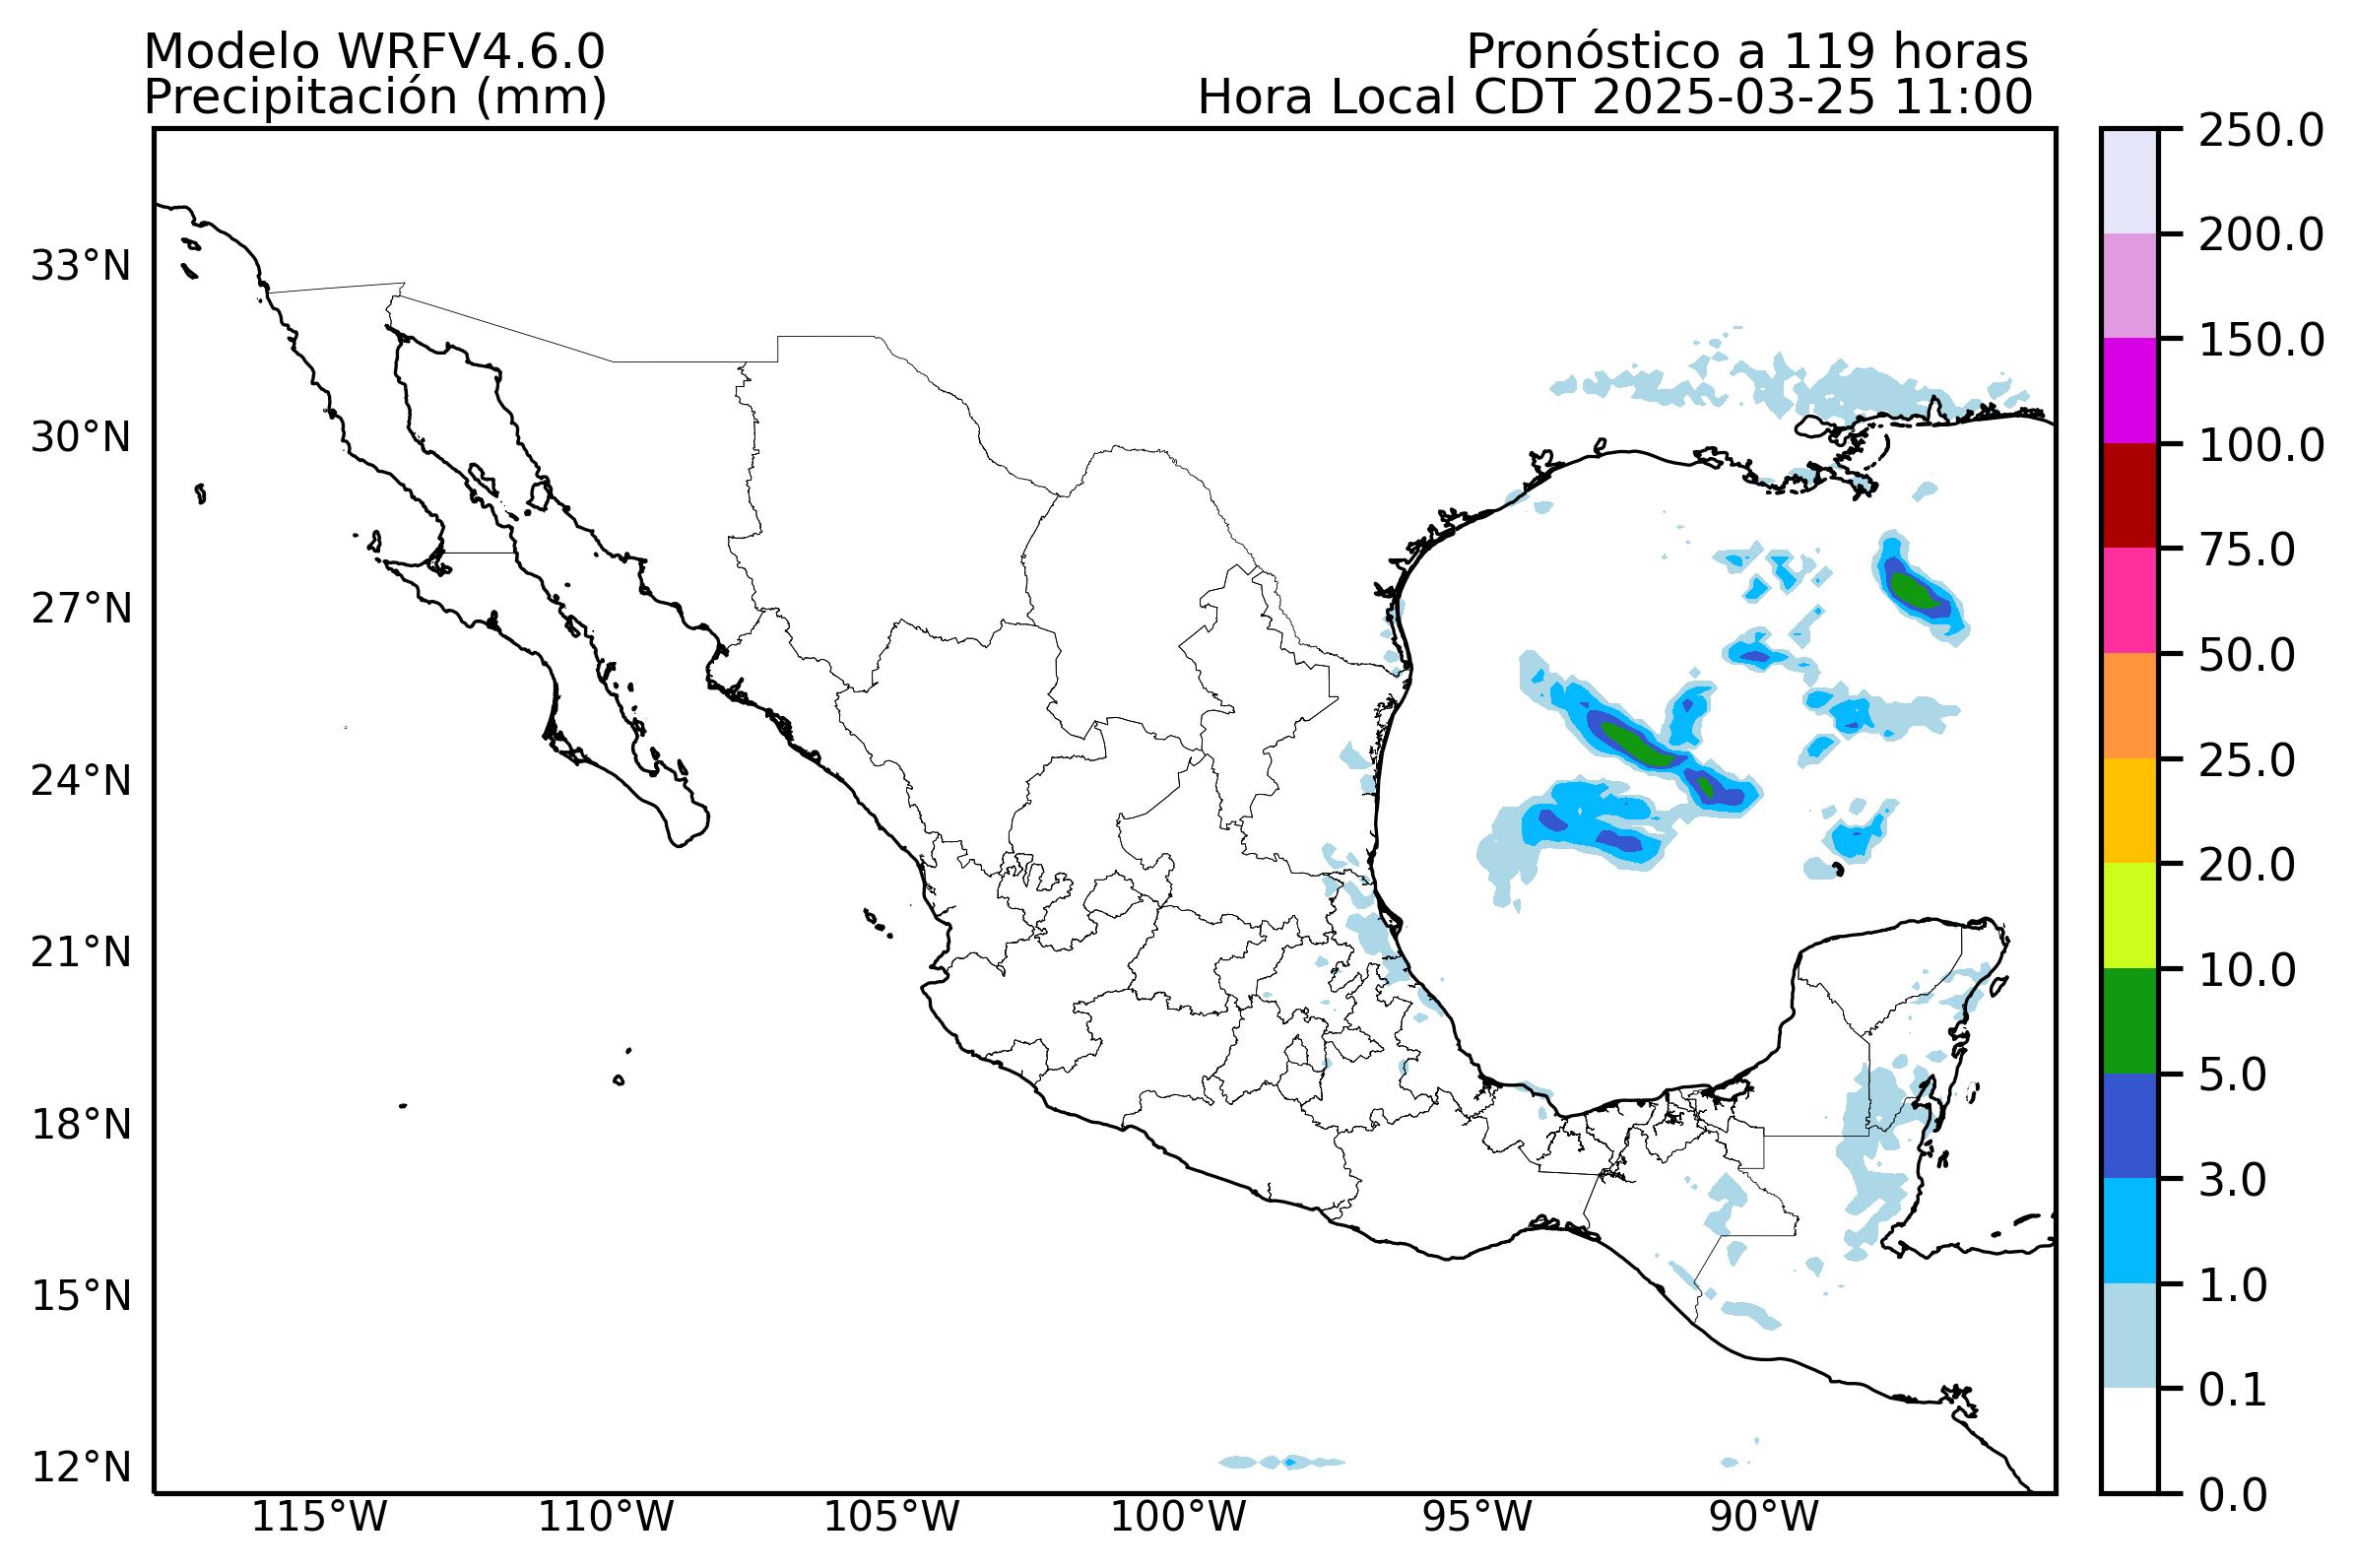 Modelo WRFV4.6.0
Precipitación (mm)
Pronóstico a 119 horas
Hora Local CDT 2025-03-25 11:00
33°N
30°N
27°N
24°N
21°N
18°N
15°N
12°N
115°W
110°W
105°W
100°W
95°W
90°W
250.0
200.0
150.0
100.0
75.0
50.0
25.0
20.0
10.0
5.0
3.0
1.0
0.1
0.0